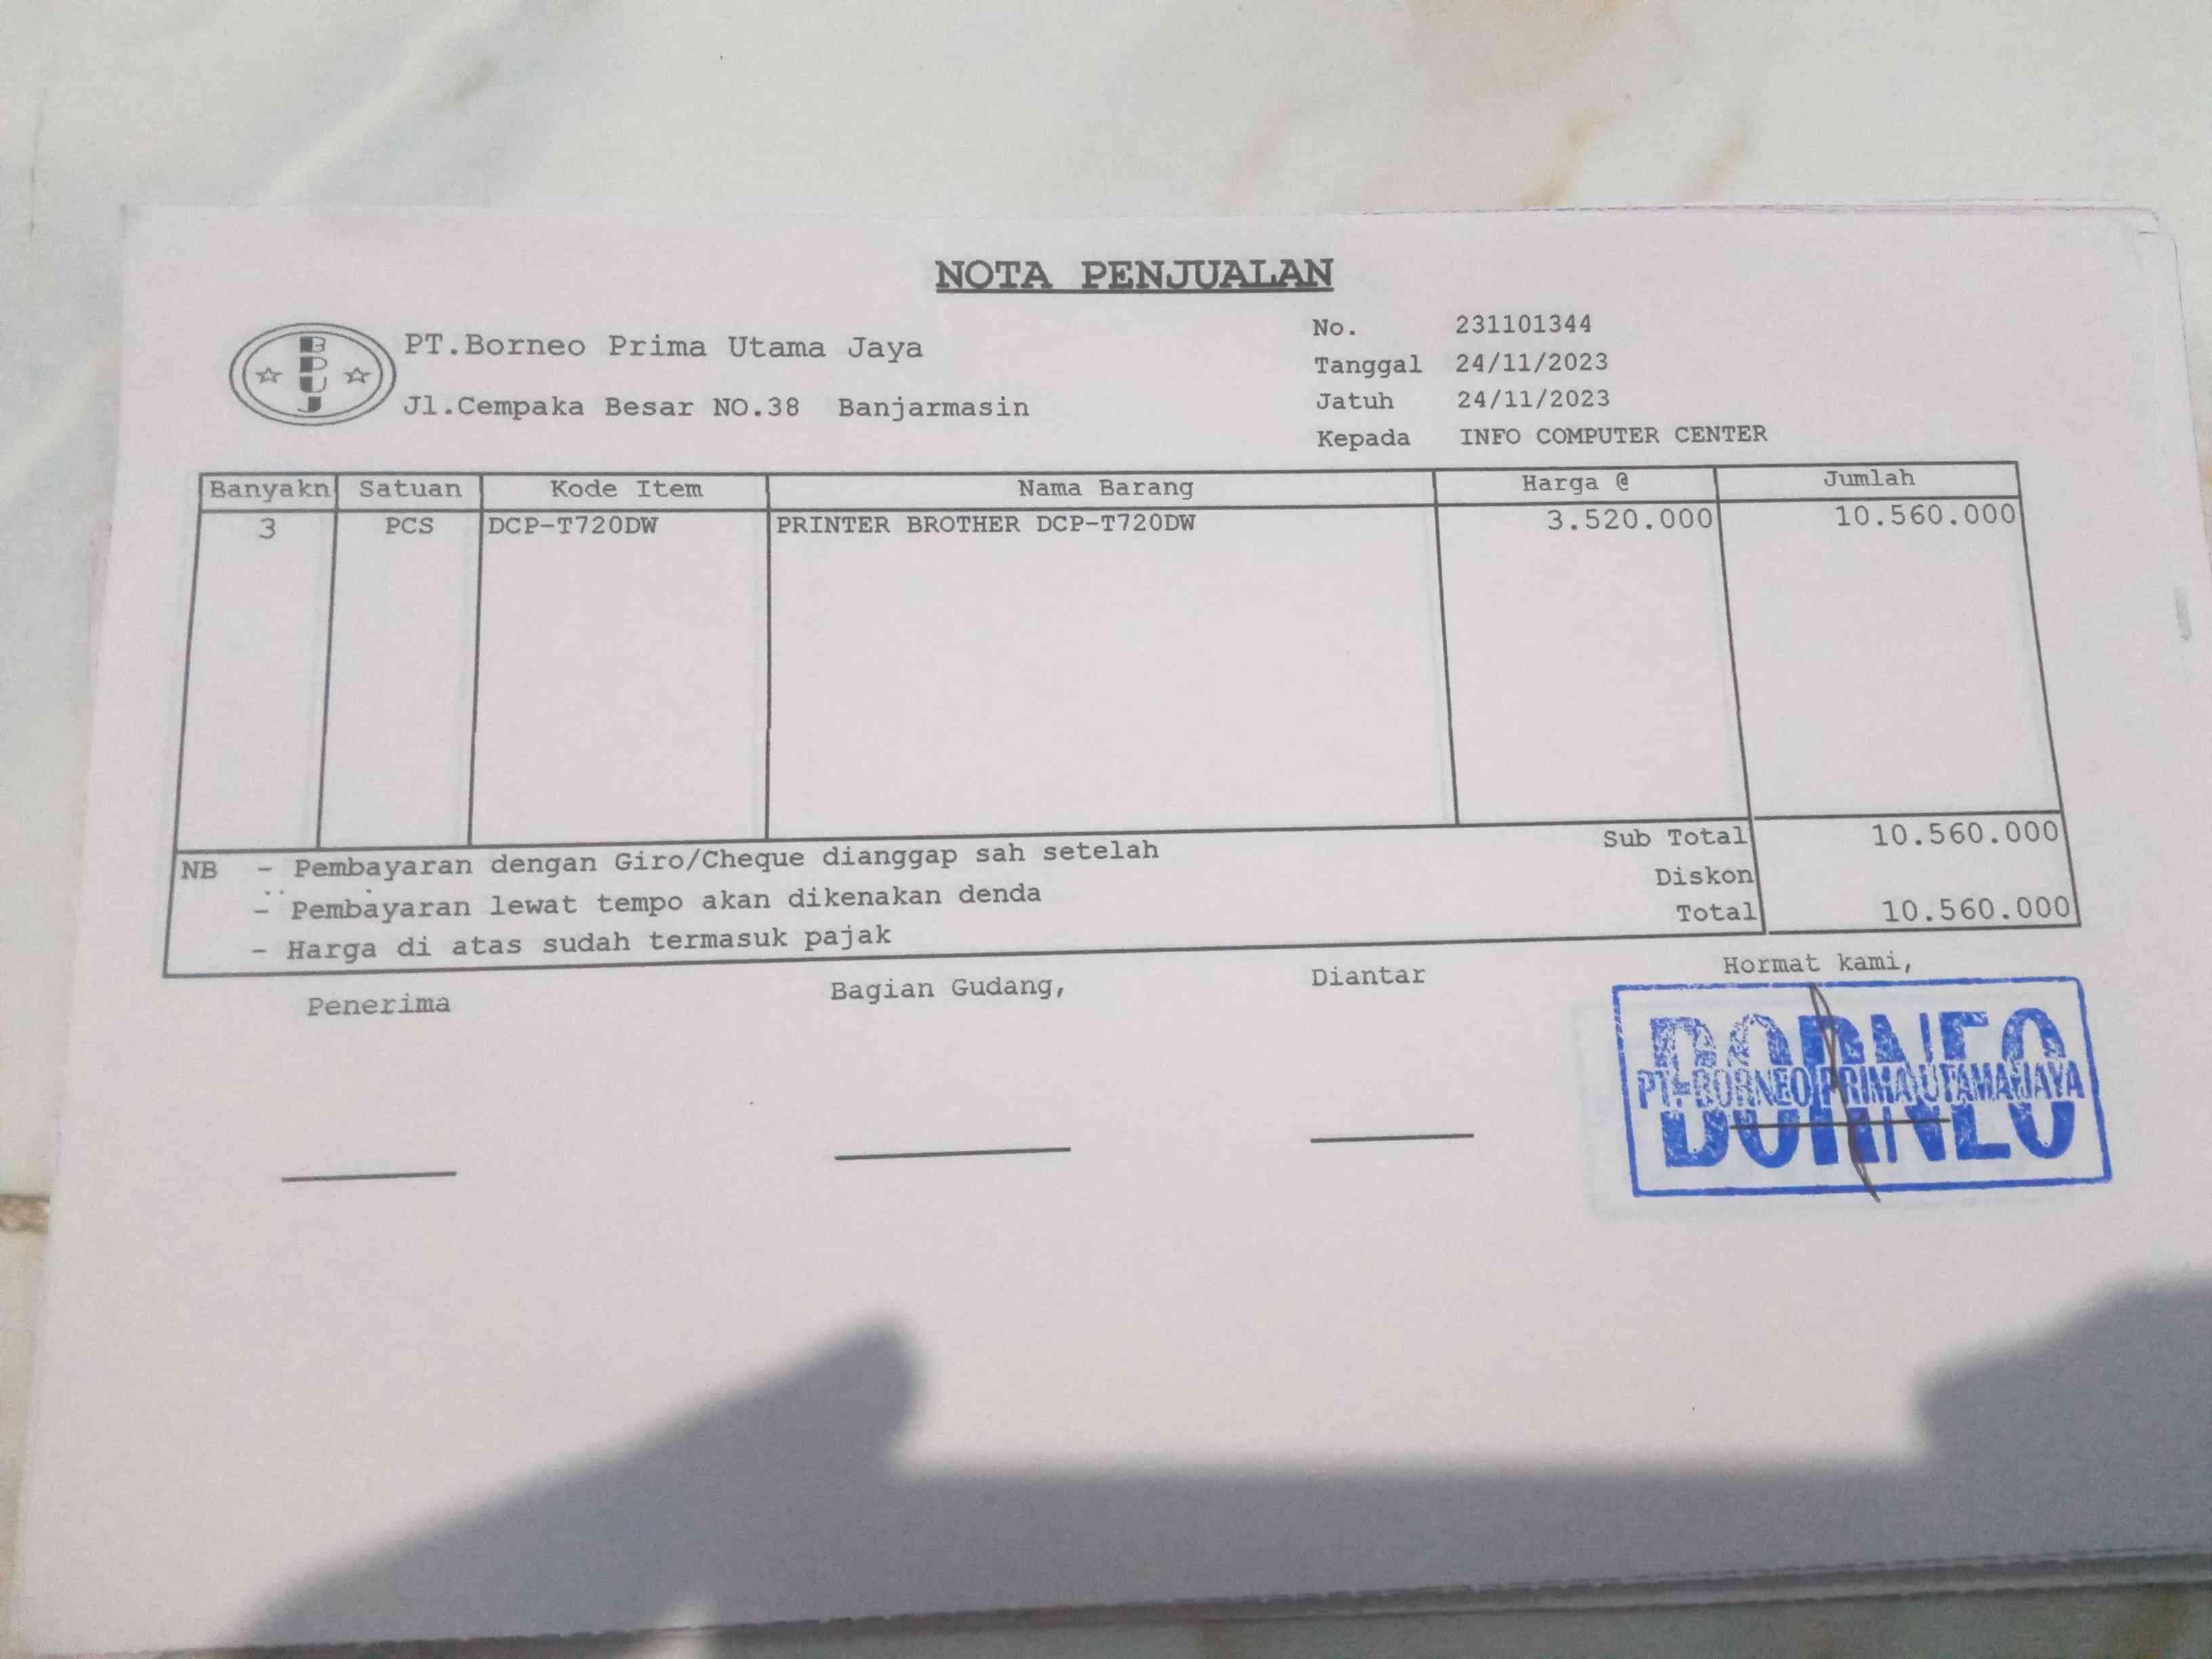 NOTA PENJUALAN
BPUJ
PT.Borneo Prima Utama Jaya
Jl.Cempaka Besar NO.38 Banjarmasin
No. 231101344
Tanggal 24/11/2023
Jatuh 24/11/2023
Kepada INFO COMPUTER CENTER
Banyakn Satuan Kode Item Nama Barang Harga @ Jumlah
3 PCS DCP-T720DW PRINTER BROTHER DCP-T720DW 3.520.000 10.560.000
NB - Pembayaran dengan Giro/Cheque dianggap sah setelah
- Pembayaran lewat tempo akan dikenakan denda
- Harga di atas sudah termasuk pajak
Sub Total 10.560.000
Diskon
Total 10.560.000
Penerima Bagian Gudang, Diantar Hormat kami,
BORNEO
PT. BORNEO PRIMA UTAMA JAYA